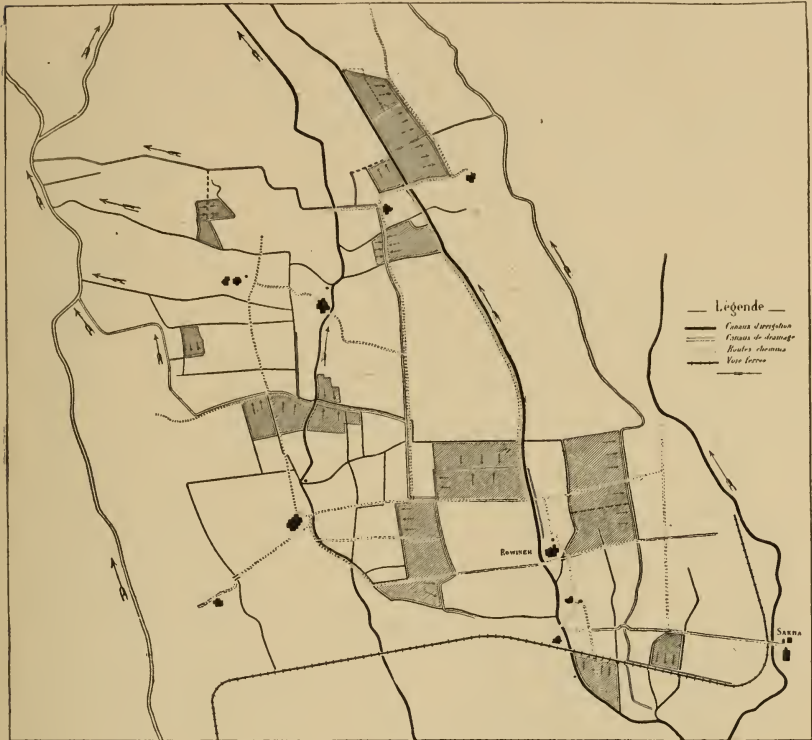 Légende
Canaux d'irrigation
Canaux de drainage
Routes chemins
Voie ferrée
ROWINEH
SAKHA